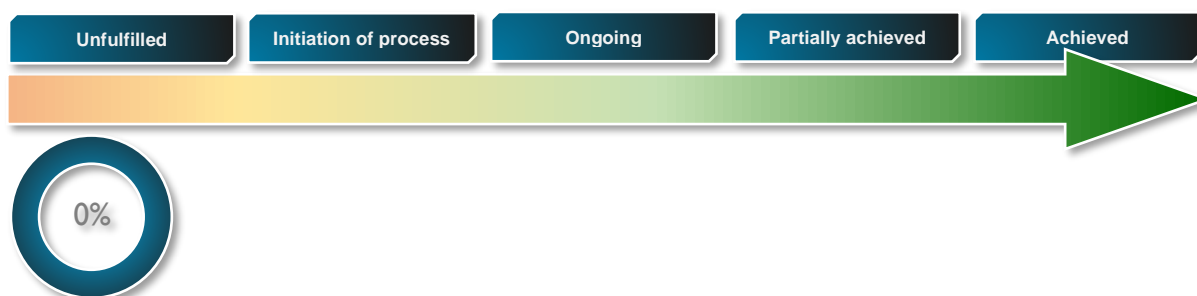 Unfulfilled
Initiation of process
Ongoing
Partially achieved
Achieved
0%